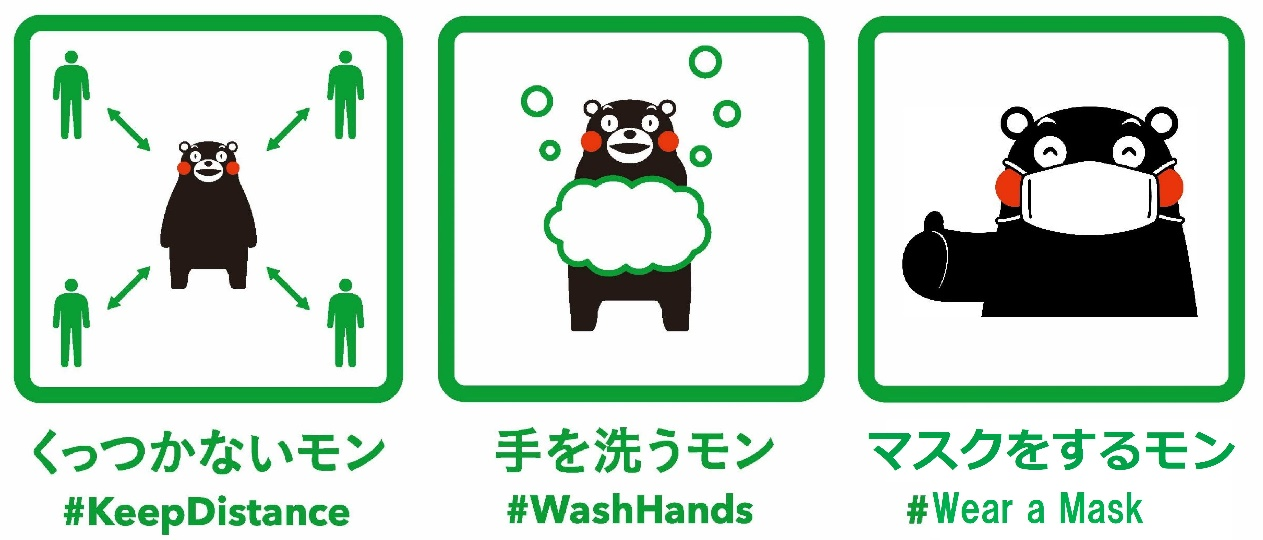 くっつかないモン
#KeepDistance
手を洗うモン
#WashHands
マスクをするモン
#Wear a Mask